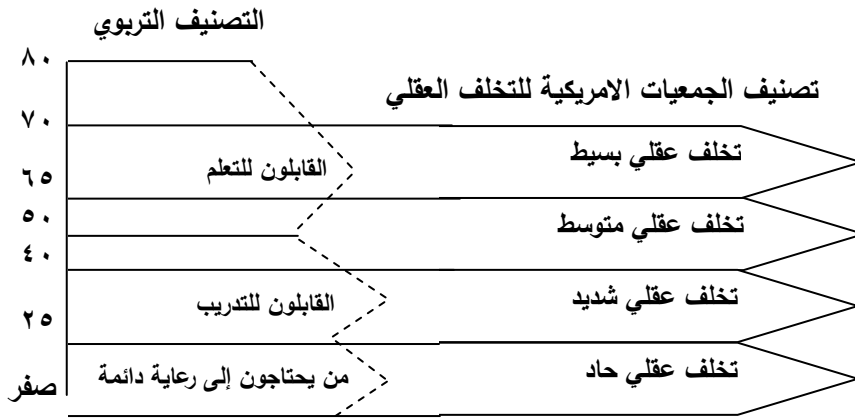 التصنيف التربوي
٨٠
تصنيف الجمعيات الامريكية للتخلف العقلي
٧٠
تخلف عقلي بسيط
القابلون للتعلم
٦٥
٥٠
تخلف عقلي متوسط
٤٠
تخلف عقلي شديد
القابلون للتدريب
٢٥
تخلف عقلي حاد
من يحتاجون إلى رعاية دائمة
صفر